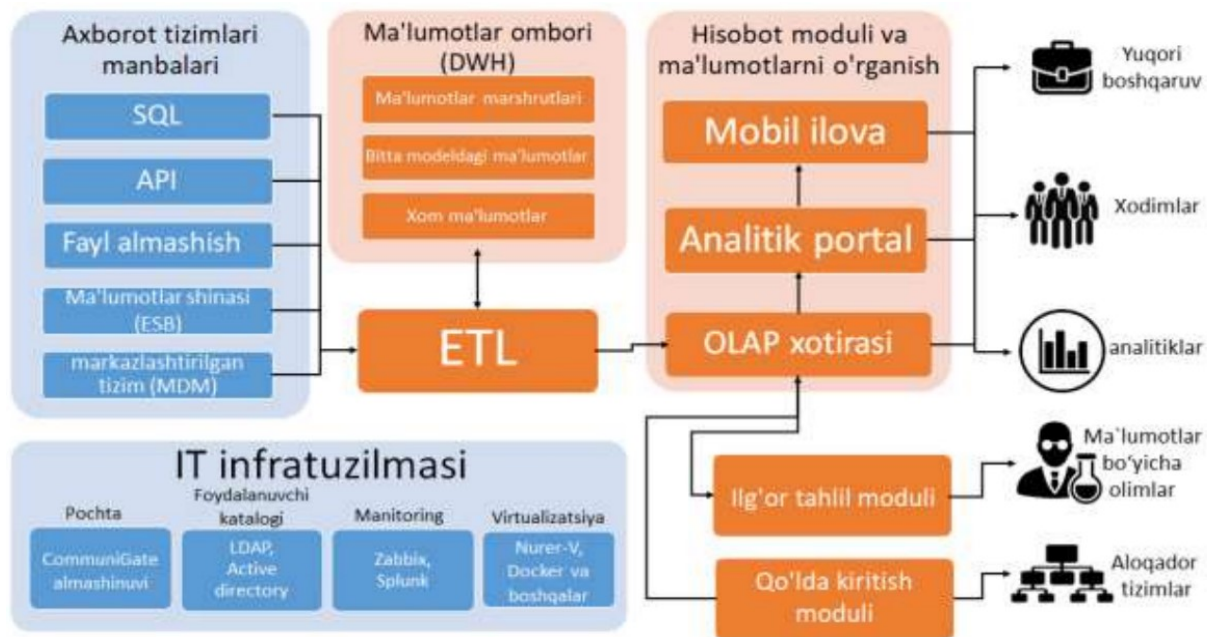 Axborot tizimlari
manbalari
SQL
API
Fayl almashish
Ma'lumotlar shinasi
(ESB)
markazlashtirilgan
tizim (MDM)
Ma'lumotlar ombori
(DWH)
Ma'lumotlar marshrutlari
Bitta modeldagi ma'lumotlar
Xom ma'lumotlar
ETL
Hisobot moduli va
ma'lumotlarni o'rganish
Mobil ilova
Analitik portal
OLAP xotirasi
Yuqori
boshqaruv
Xodimlar
analitiklar
Ma`lumotlar
bo'yicha
olimlar
Aloqador
tizimlar
Ilg'or tahlil moduli
Qo'lda kiritish
moduli
IT infratuzilmasi
Pochta
CommuniGate
almashinuvi
Foydalanuvchi
katalogi
LDAP,
Active
directory
Manitoring
Zabbix,
Splunk
Virtualizatsiya
Nurer-V,
Docker va
boshqalar